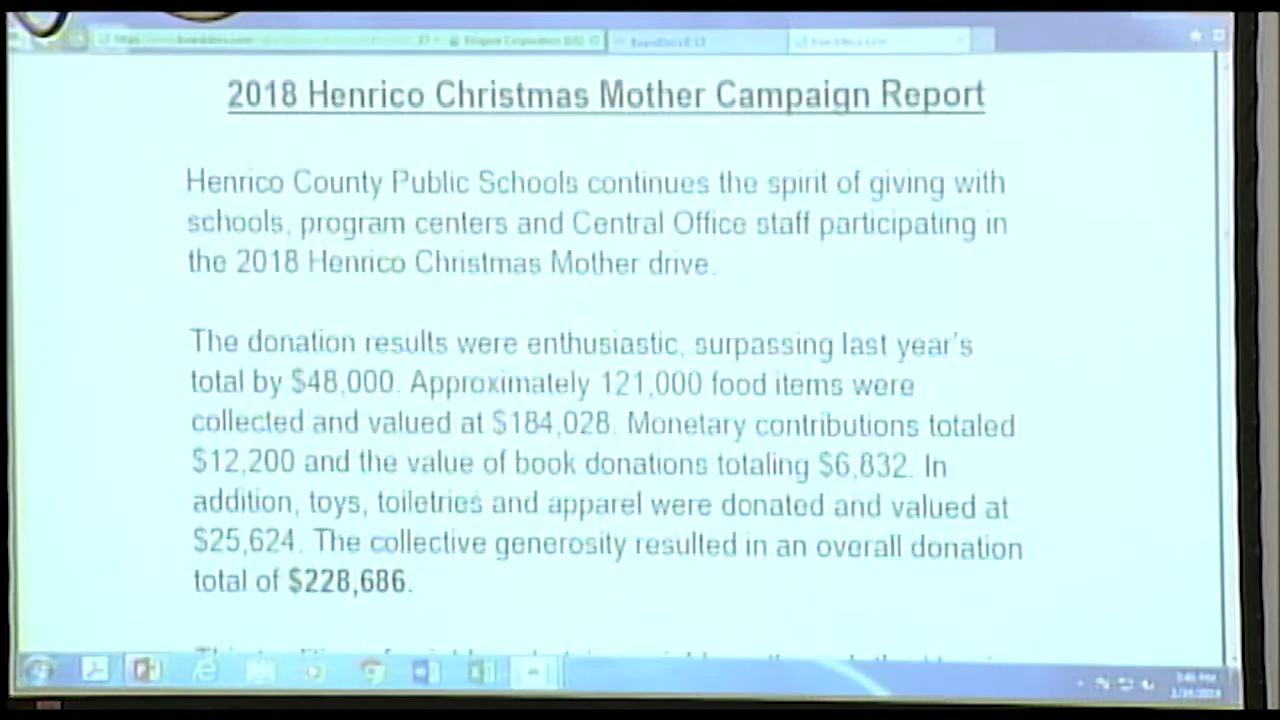 2018 Henrico Christmas Mother Campaign Report
Henrico County Public Schools continues the spirit of giving with
schools, program centers and Central Office staff participating in
the 2018 Henrico Christmas Mother drive.
The donation results were enthusiastic, surpassing last year's
total by $48,000. Approximately 121,000 food items were
collected and valued at $184,028. Monetary contributions totaled
$12,200 and the value of book donations totaling $6,832. In
addition, toys, toiletries and apparel were donated and valued at
$25,624. The collective generosity resulted in an overall donation
total of $228,686.